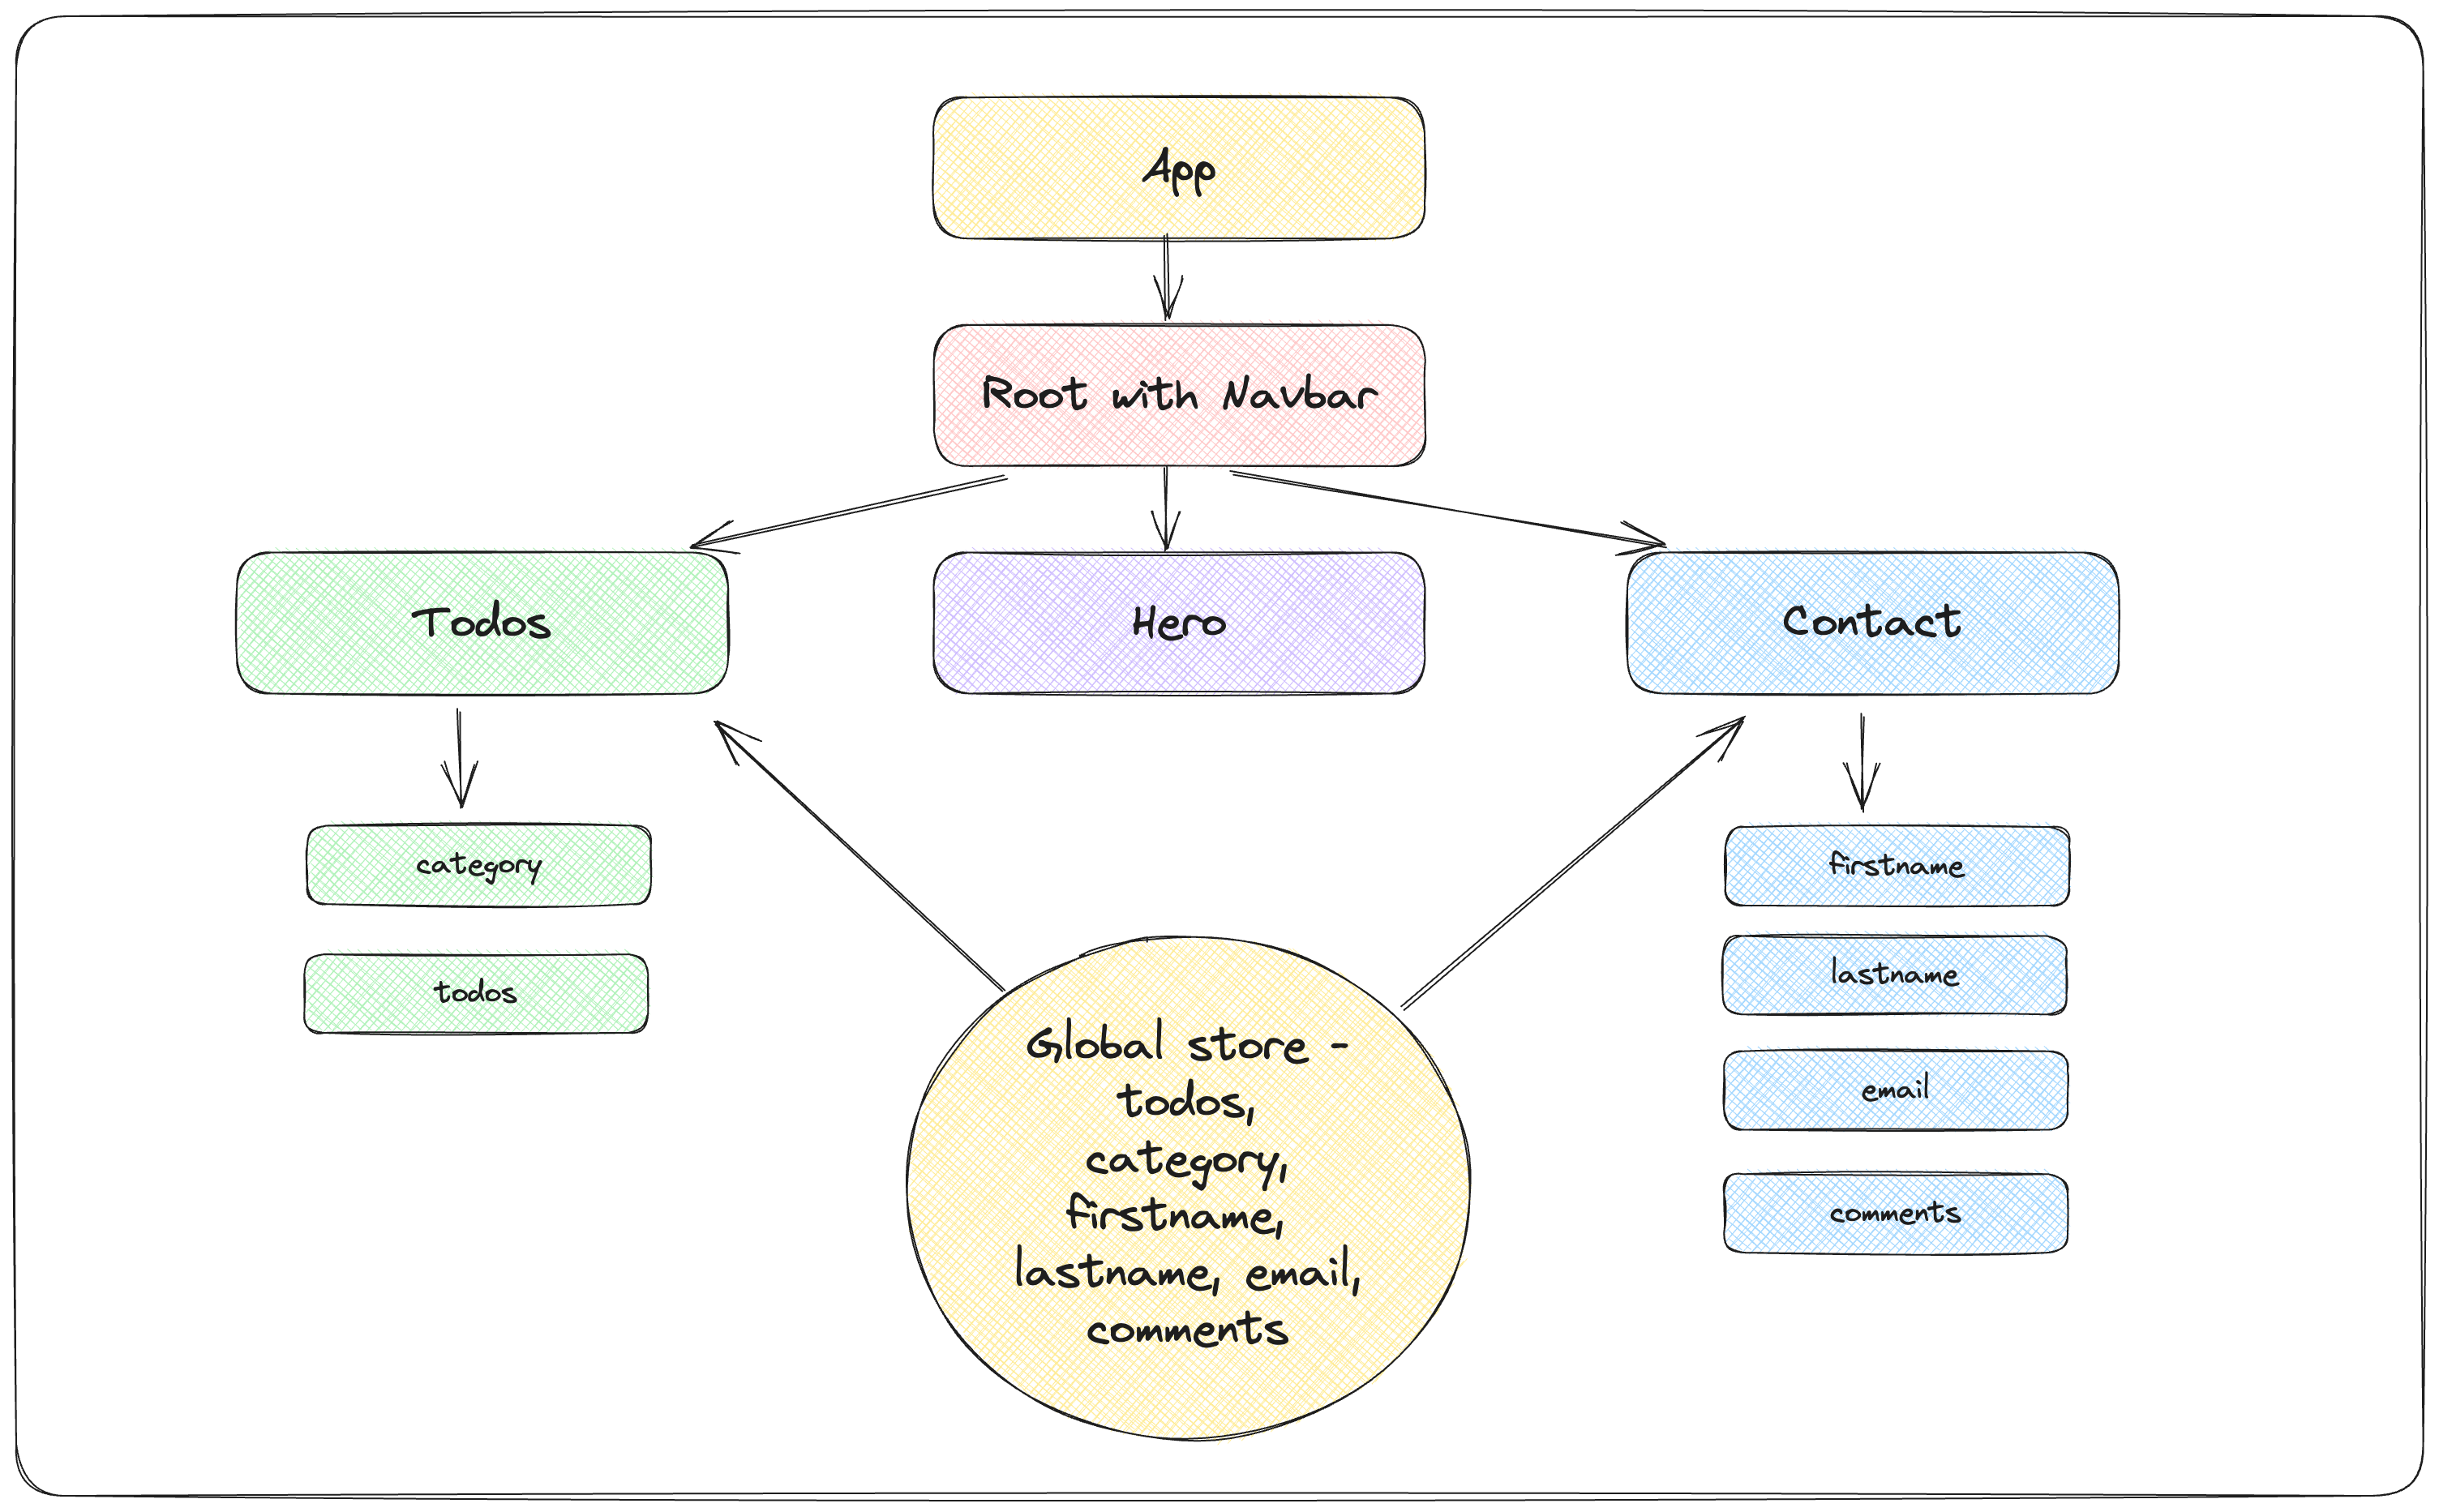 App
Root with Navbar
Todos
Hero
Contact
category
todos
firstname
lastname
email
comments
Global store -
todos,
category,
firstname,
lastname, email,
comments